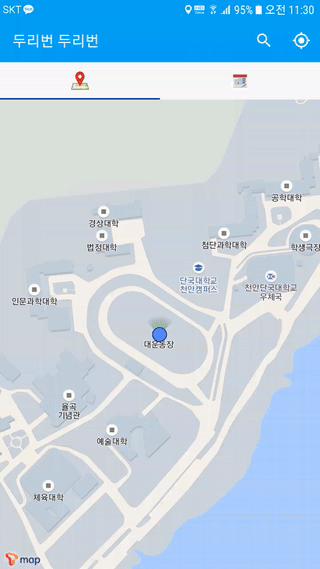 SKT 95% 오전 11:30
두리번 두리번
공학대학
경상대학
법정대학
첨단과학대학
학생극장
단국대학교
천안캠퍼스
천안단국대학교
우체국
인문과학대학
대운동장
율곡
기념관
예술대학
체육대학
T map